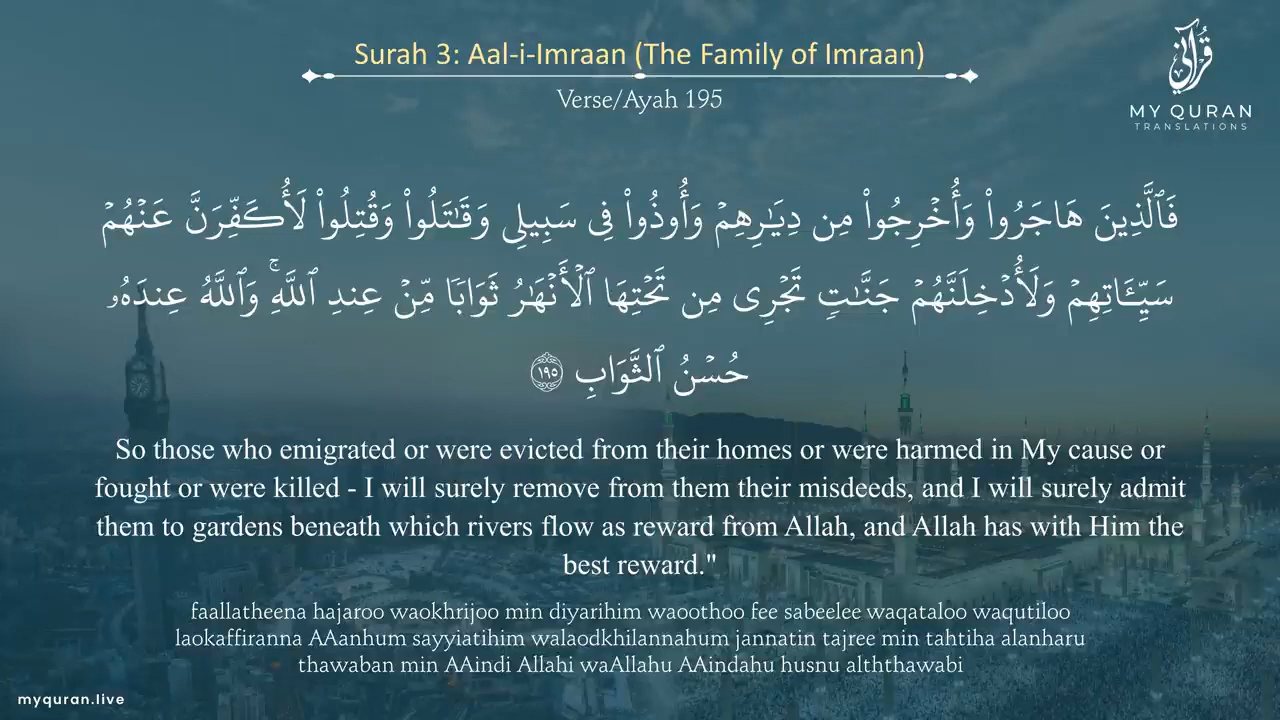 Surah 3: Aal-i-Imraan (The Family of Imraan)
Verse/Ayah 195
قرآني
MY QURAN
TRANSLATIONS
فَٱلَّذِينَ هَاجَرُوا۟ وَأُخْرِجُوا۟ مِن دِيَـٰرِهِمْ وَأُوذُوا۟ فِى سَبِيلِى وَقَـٰتَلُوا۟ وَقُتِلُوا۟ لَأُكَفِّرَنَّ عَنْهُمْ
سَيِّـَٔاتِهِمْ وَلَأُدْخِلَنَّهُمْ جَنَّـٰتٍ تَجْرِى مِن تَحْتِهَا ٱلْأَنْهَـٰرُ ثَوَابًا مِّنْ عِندِ ٱللَّهِ ۚ وَٱللَّهُ عِندَهُۥ
حُسْنُ ٱلثَّوَابِ ١٩٥
So those who emigrated or were evicted from their homes or were harmed in My cause or
fought or were killed - I will surely remove from them their misdeeds, and I will surely admit
them to gardens beneath which rivers flow as reward from Allah, and Allah has with Him the
best reward."
faallatheena hajaroo waokhrijoo min diyarihim waoothoo fee sabeelee waqataloo waqutiloo
laokaffiranna AAanhum sayyiatihim walaodkhilannahum jannatin tajree min tahtiha alanharu
thawaban min AAindi Allahi waAllahu AAindahu husnu alththawabi
myquran.live